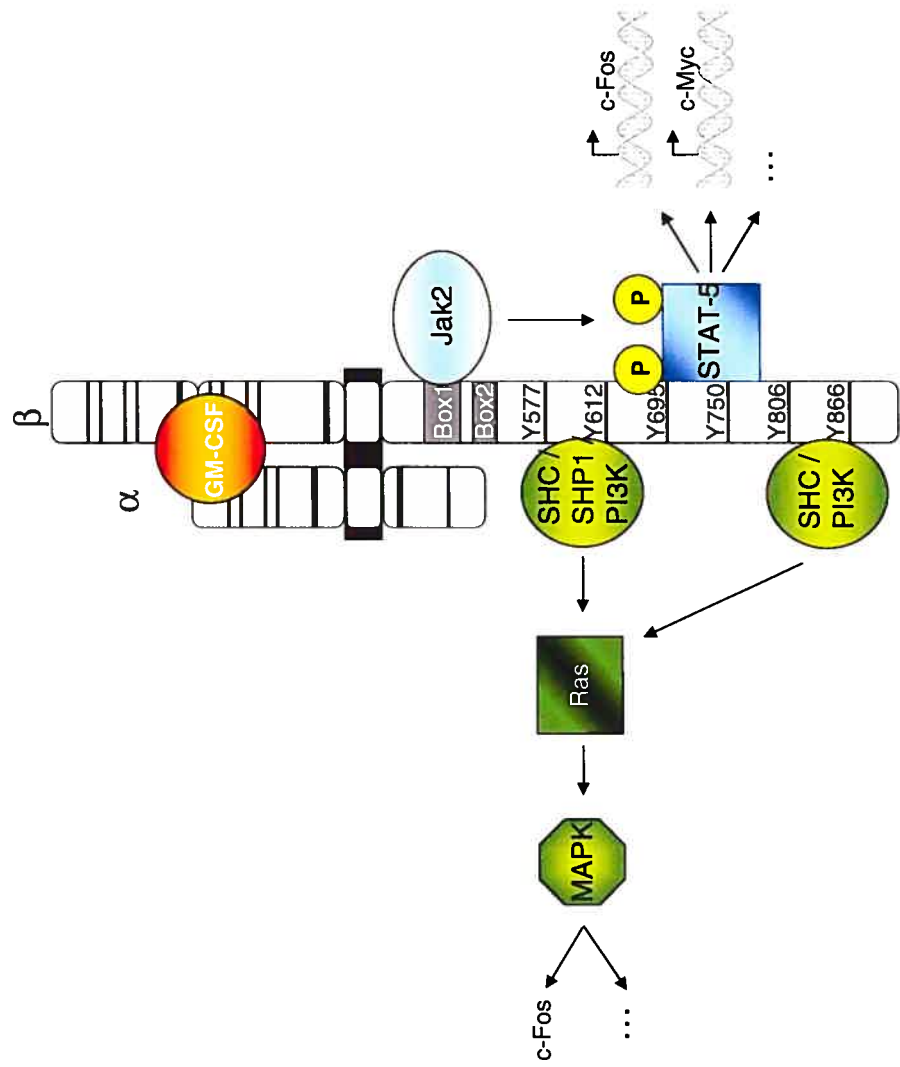 β
α
GM-CSF
Box1
Box2
Jak2
Y577
Y612
Y695
Y750
Y806
Y866
P
P
STAT-5
c-Fos
c-Myc
...
SHC /
SHP1 /
PI3K
SHC /
PI3K
Ras
MAPK
c-Fos
...